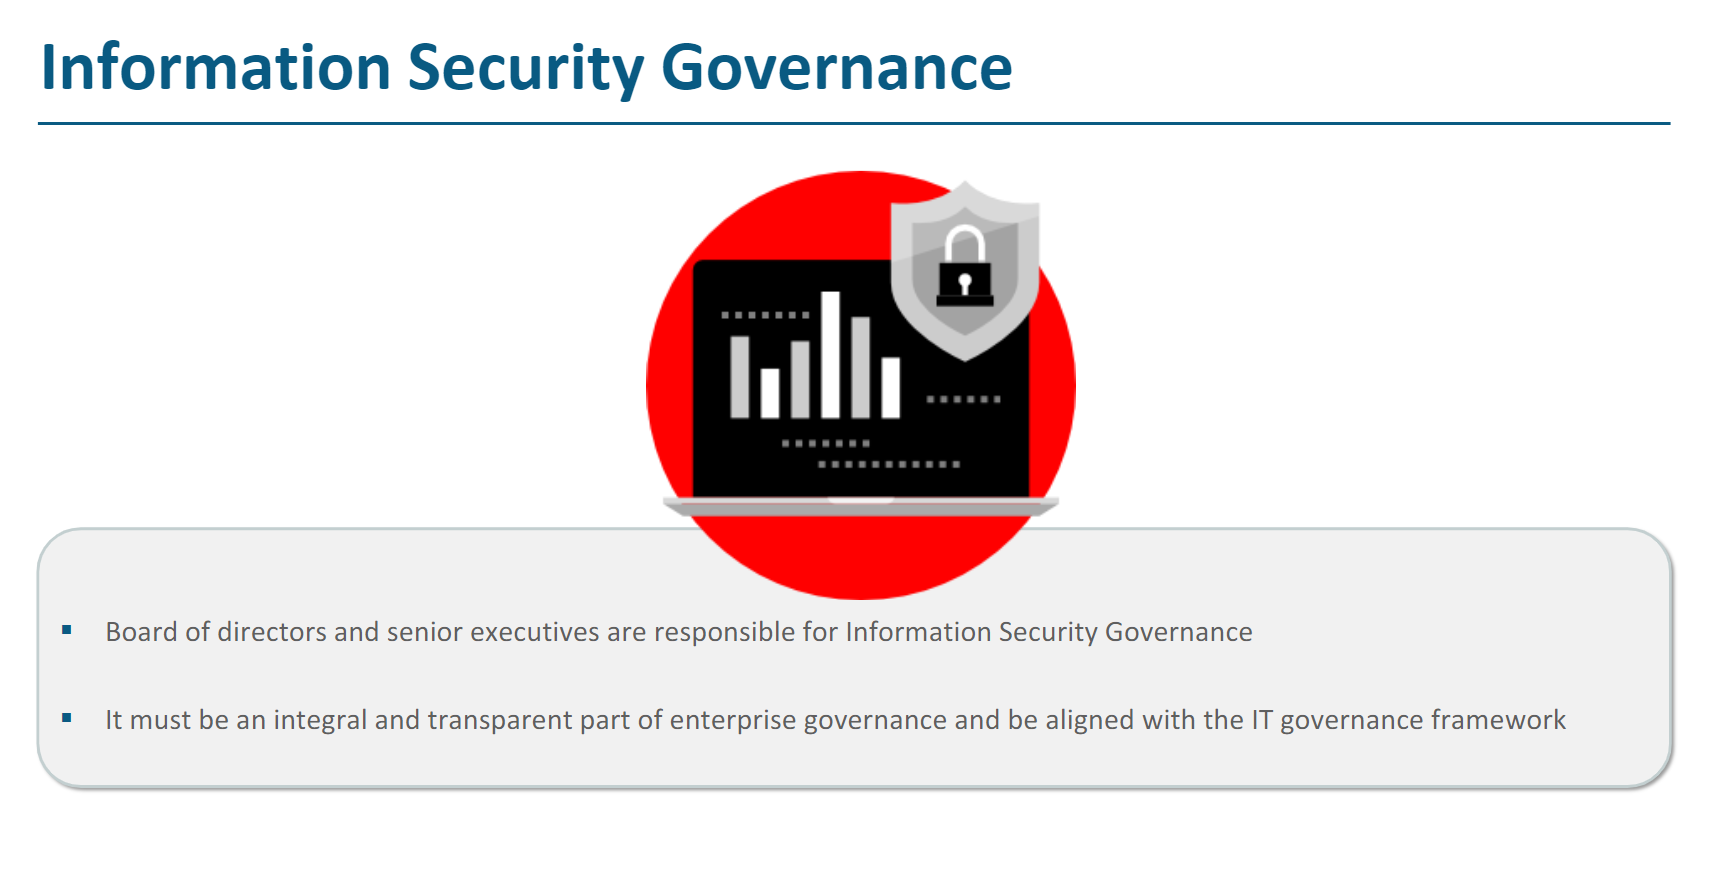 Information Security Governance
▪ Board of directors and senior executives are responsible for Information Security Governance
▪ It must be an integral and transparent part of enterprise governance and be aligned with the IT governance framework